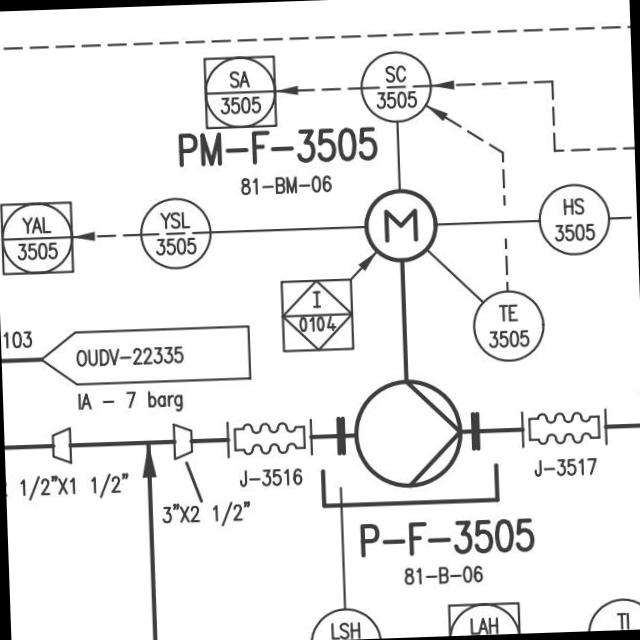 SA
3505
SC
3505
PM-F-3505
81-BM-06
YAL
3505
YSL
3505
M
HS
3505
I
0104
TE
3505
103
OUDV-22335
IA - 7 barg
1/2"X1 1/2"
3"X2 1/2"
J-3516
J-3517
P-F-3505
81-B-06
LSH
LAH
TI